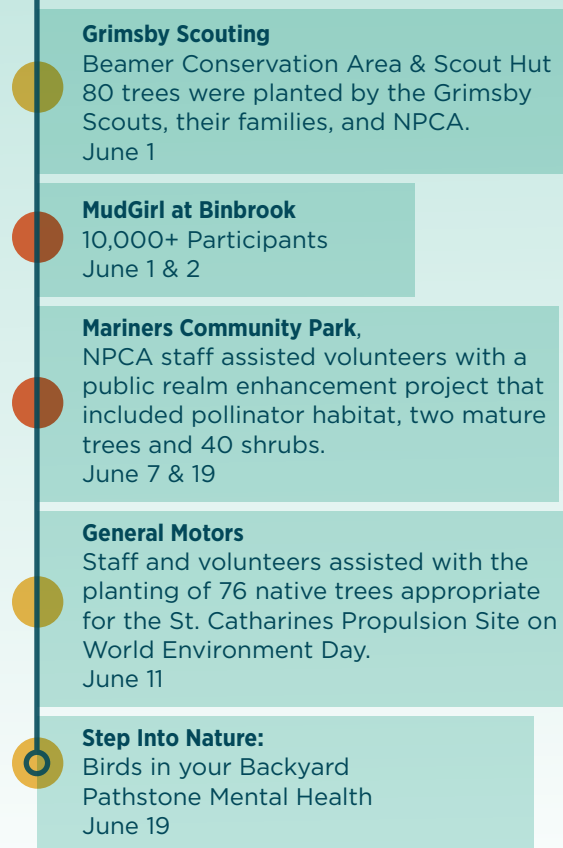 Grimsby Scouting
Beamer Conservation Area & Scout Hut
80 trees were planted by the Grimsby
Scouts, their families, and NPCA.
June 1
MudGirl at Binbrook
10,000+ Participants
June 1 & 2
Mariners Community Park,
NPCA staff assisted volunteers with a
public realm enhancement project that
included pollinator habitat, two mature
trees and 40 shrubs.
June 7 & 19
General Motors
Staff and volunteers assisted with the
planting of 76 native trees appropriate
for the St. Catharines Propulsion Site on
World Environment Day.
June 11
Step Into Nature:
Birds in your Backyard
Pathstone Mental Health
June 19